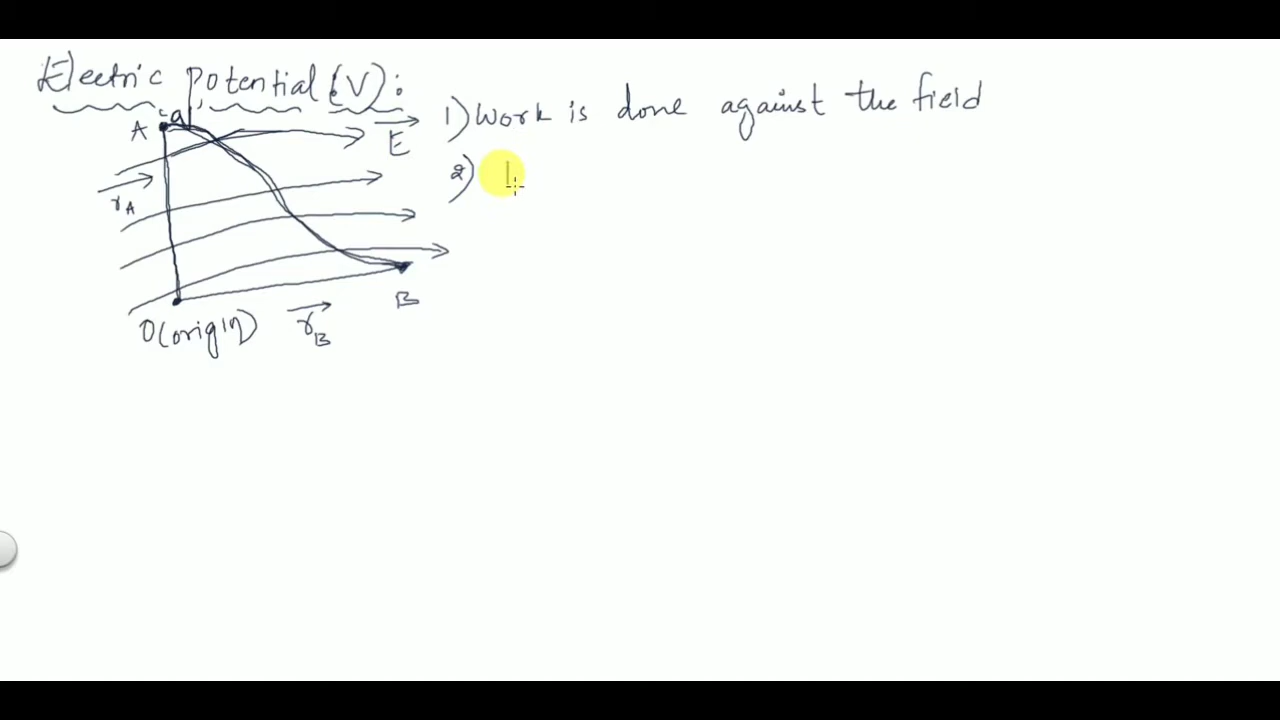 Electric potential (V):
1) Work is done against the field
A q E
2)
rA
B
O(origin) rB